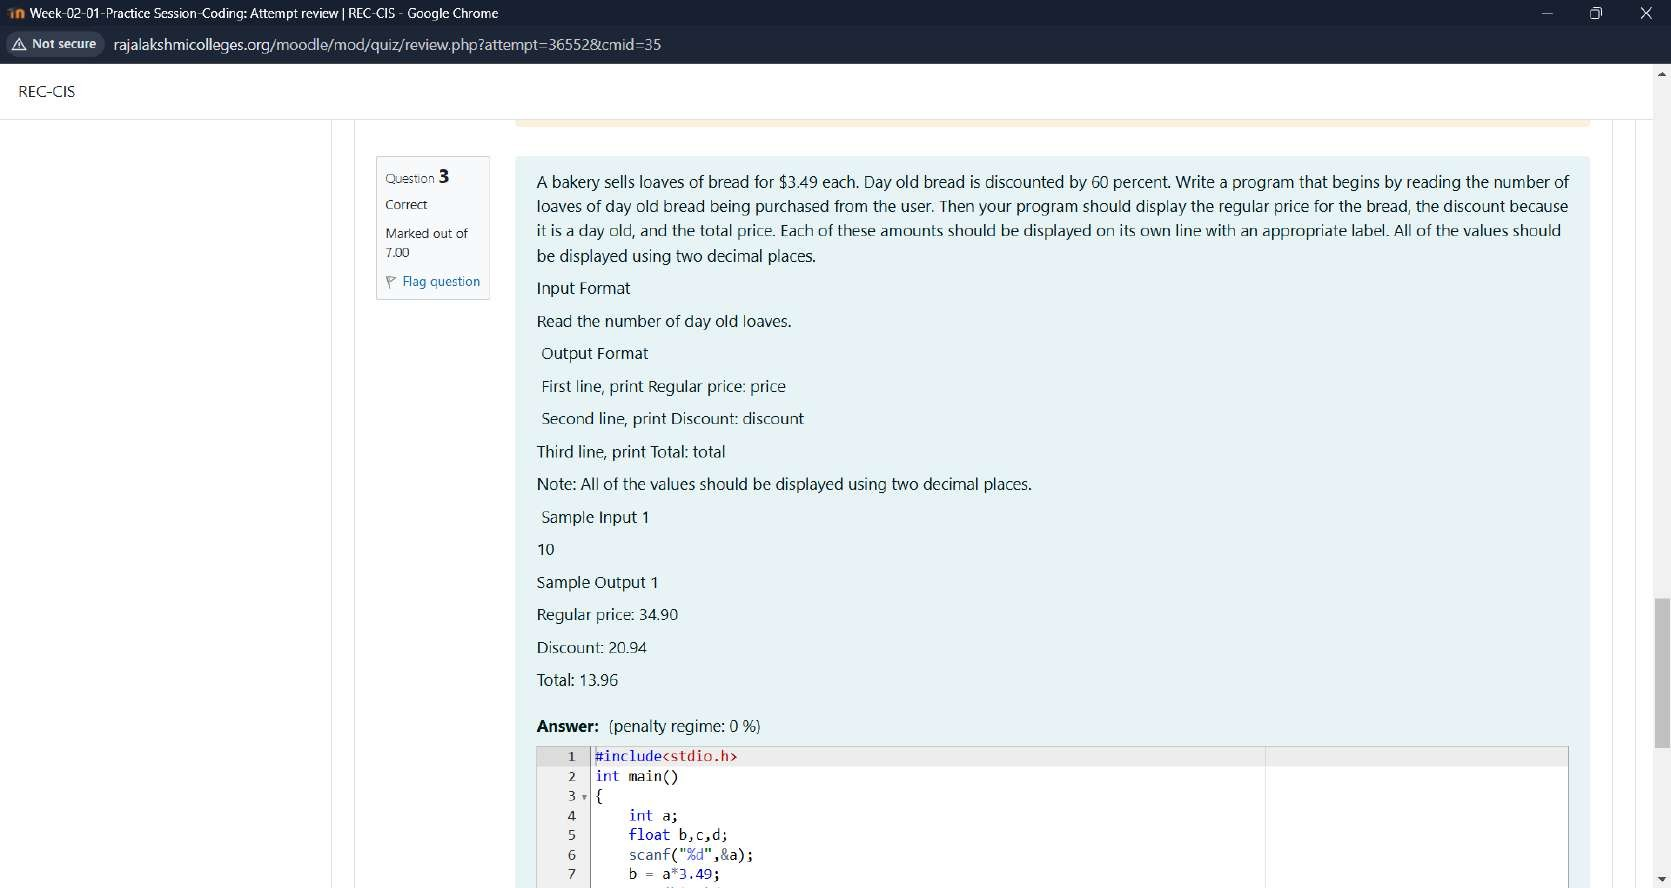 Week-02-01-Practice Session-Coding: Attempt review | REC-CIS - Google Chrome
Not secure rajalakshmicolleges.org/moodle/mod/quiz/review.php?attempt=36552&cmid=35
REC-CIS
Question 3
Correct
Marked out of
7.00
Flag question
A bakery sells loaves of bread for $3.49 each. Day old bread is discounted by 60 percent. Write a program that begins by reading the number of
loaves of day old bread being purchased from the user. Then your program should display the regular price for the bread, the discount because
it is a day old, and the total price. Each of these amounts should be displayed on its own line with an appropriate label. All of the values should
be displayed using two decimal places.
Input Format
Read the number of day old loaves.
Output Format
First line, print Regular price: price
Second line, print Discount: discount
Third line, print Total: total
Note: All of the values should be displayed using two decimal places.
Sample Input 1
10
Sample Output 1
Regular price: 34.90
Discount: 20.94
Total: 13.96
Answer: (penalty regime: 0 %)
1 #include<stdio.h>
2 int main()
3 {
4 int a;
5 float b,c,d;
6 scanf("%d",&a);
7 b = a*3.49;